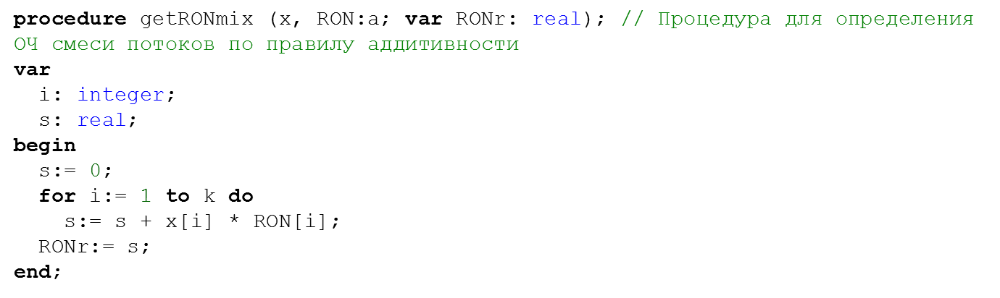 procedure getRONmix (x, RON:a; var RONr: real); // Процедура для определения
ОЧ смеси потоков по правилу аддитивности
var
  i: integer;
  s: real;
begin
  s:= 0;
  for i:= 1 to k do
    s:= s + x[i] * RON[i];
  RONr:= s;
end;